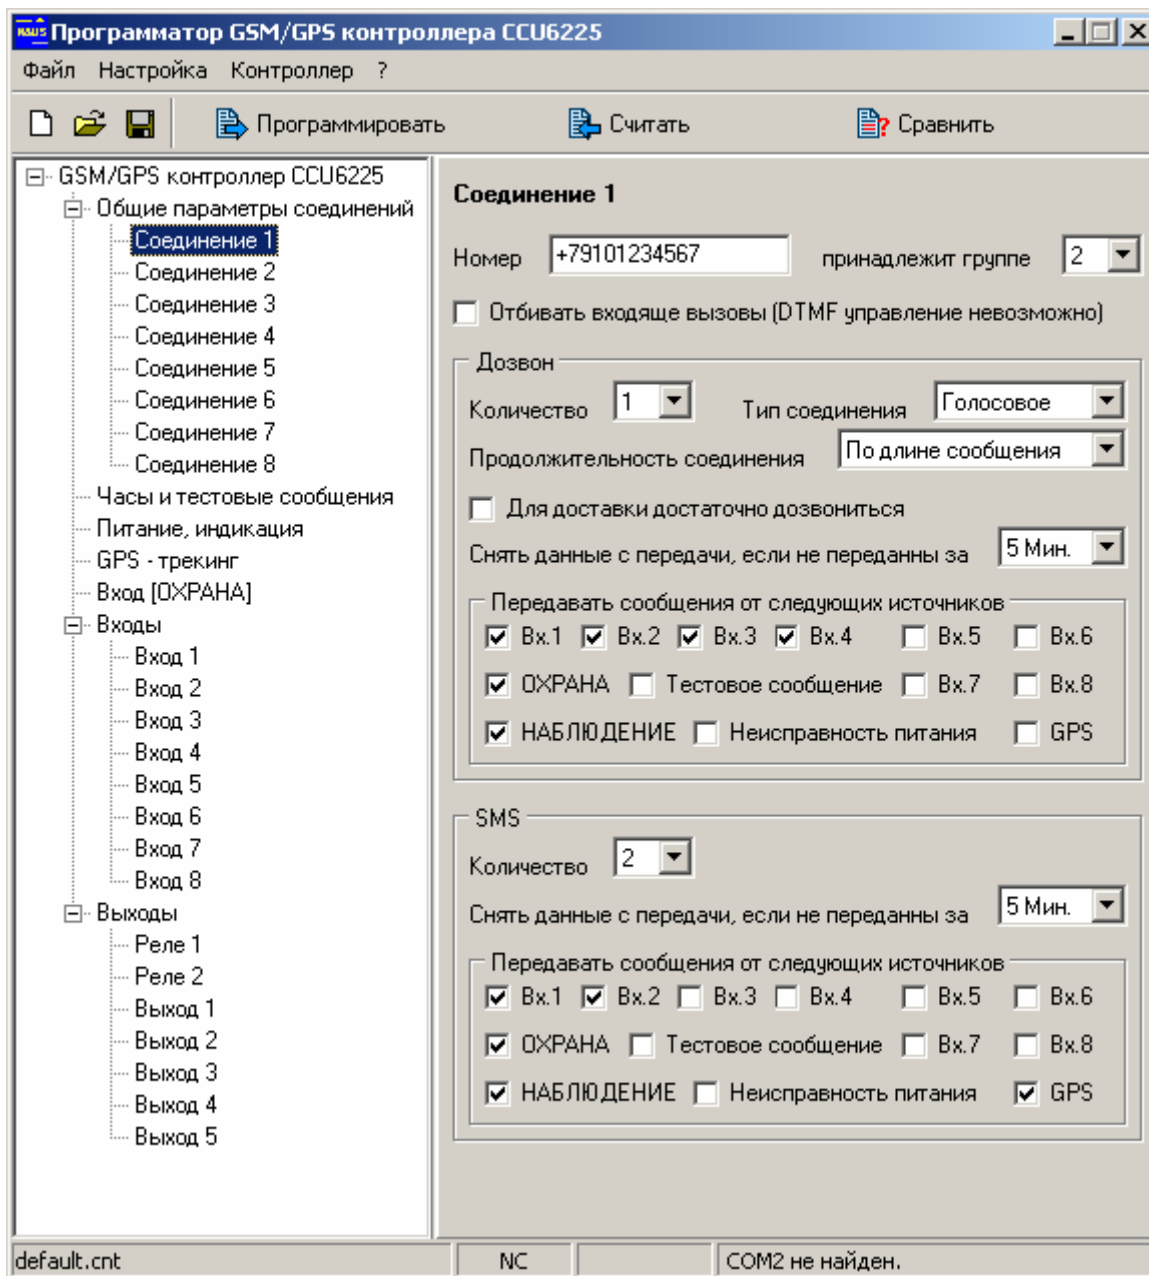 Программатор GSM/GPS контроллера CCU6225
Файл Настройка Контроллер ?
Программировать Считать Сравнить
GSM/GPS контроллер CCU6225
Общие параметры соединений
Соединение 1
Соединение 2
Соединение 3
Соединение 4
Соединение 5
Соединение 6
Соединение 7
Соединение 8
Часы и тестовые сообщения
Питание, индикация
GPS - трекинг
Вход [ОХРАНА]
Входы
Вход 1
Вход 2
Вход 3
Вход 4
Вход 5
Вход 6
Вход 7
Вход 8
Выходы
Реле 1
Реле 2
Выход 1
Выход 2
Выход 3
Выход 4
Выход 5
Соединение 1
Номер +79101234567 принадлежит группе 2
Отбивать входяще вызовы (DTMF управление невозможно)
Дозвон
Количество 1 Тип соединения Голосовое
Продолжительность соединения По длине сообщения
Для доставки достаточно дозвониться
Снять данные с передачи, если не переданны за 5 Мин.
Передавать сообщения от следующих источников
Вх.1 Вх.2 Вх.3 Вх.4 Вх.5 Вх.6
ОХРАНА Тестовое сообщение Вх.7 Вх.8
НАБЛЮДЕНИЕ Неисправность питания GPS
SMS
Количество 2
Снять данные с передачи, если не переданны за 5 Мин.
Передавать сообщения от следующих источников
Вх.1 Вх.2 Вх.3 Вх.4 Вх.5 Вх.6
ОХРАНА Тестовое сообщение Вх.7 Вх.8
НАБЛЮДЕНИЕ Неисправность питания GPS
default.cnt NC COM2 не найден.